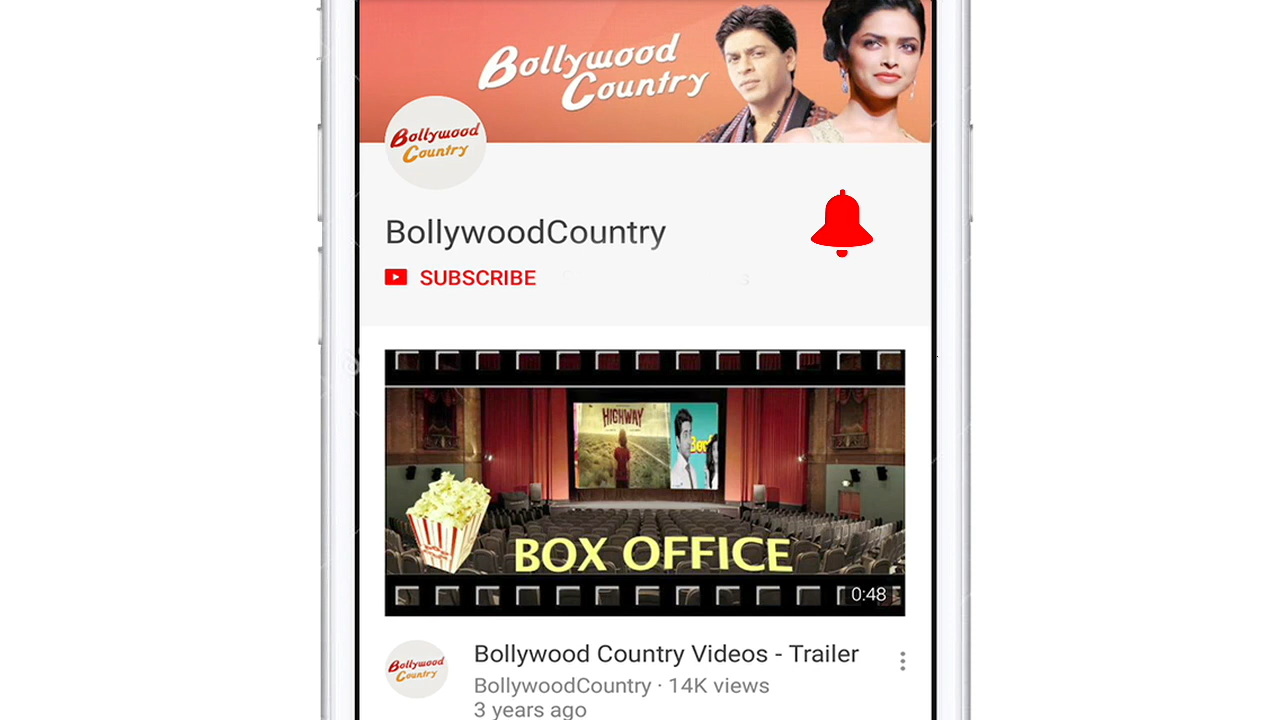 Bollywood
Country
Bollywood
Country
BollywoodCountry
SUBSCRIBE
HIGHWAY
BOX OFFICE
0:48
Bollywood
Country
Bollywood Country Videos - Trailer
BollywoodCountry · 14K views
3 years ago